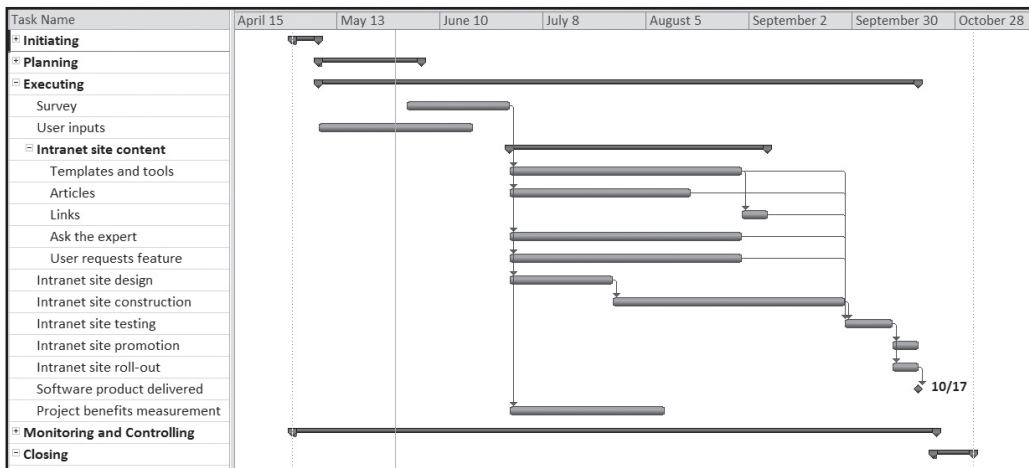 Task Name
April 15 May 13 June 10 July 8 August 5 September 2 September 30 October 28
Initiating
Planning
Executing
Survey
User inputs
Intranet site content
Templates and tools
Articles
Links
Ask the expert
User requests feature
Intranet site design
Intranet site construction
Intranet site testing
Intranet site promotion
Intranet site roll-out
Software product delivered 10/17
Project benefits measurement
Monitoring and Controlling
Closing